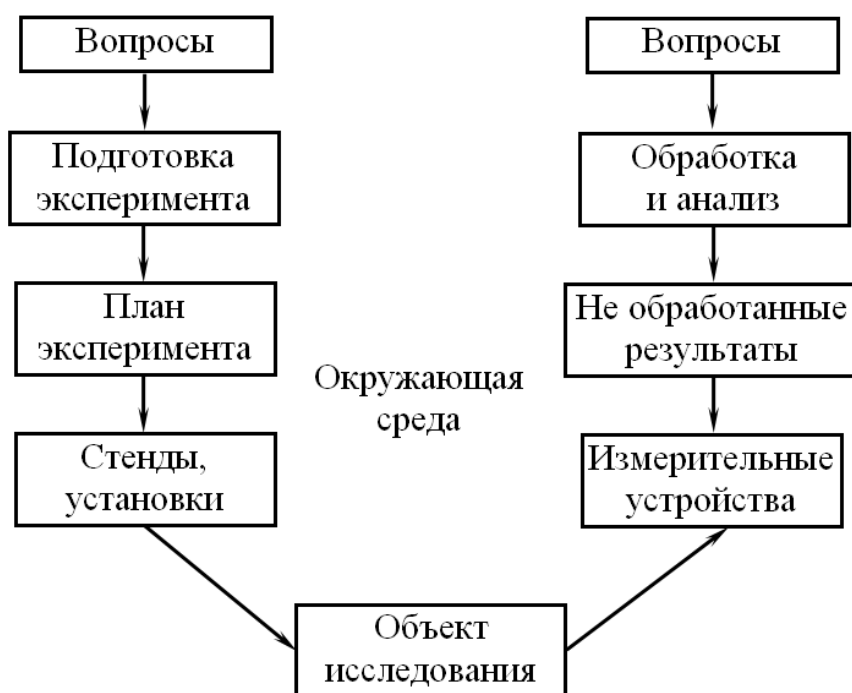 Вопросы
Подготовка
эксперимента
План
эксперимента
Стенды,
установки
Окружающая
среда
Объект
исследования
Вопросы
Обработка
и анализ
Не обработанные
результаты
Измерительные
устройства